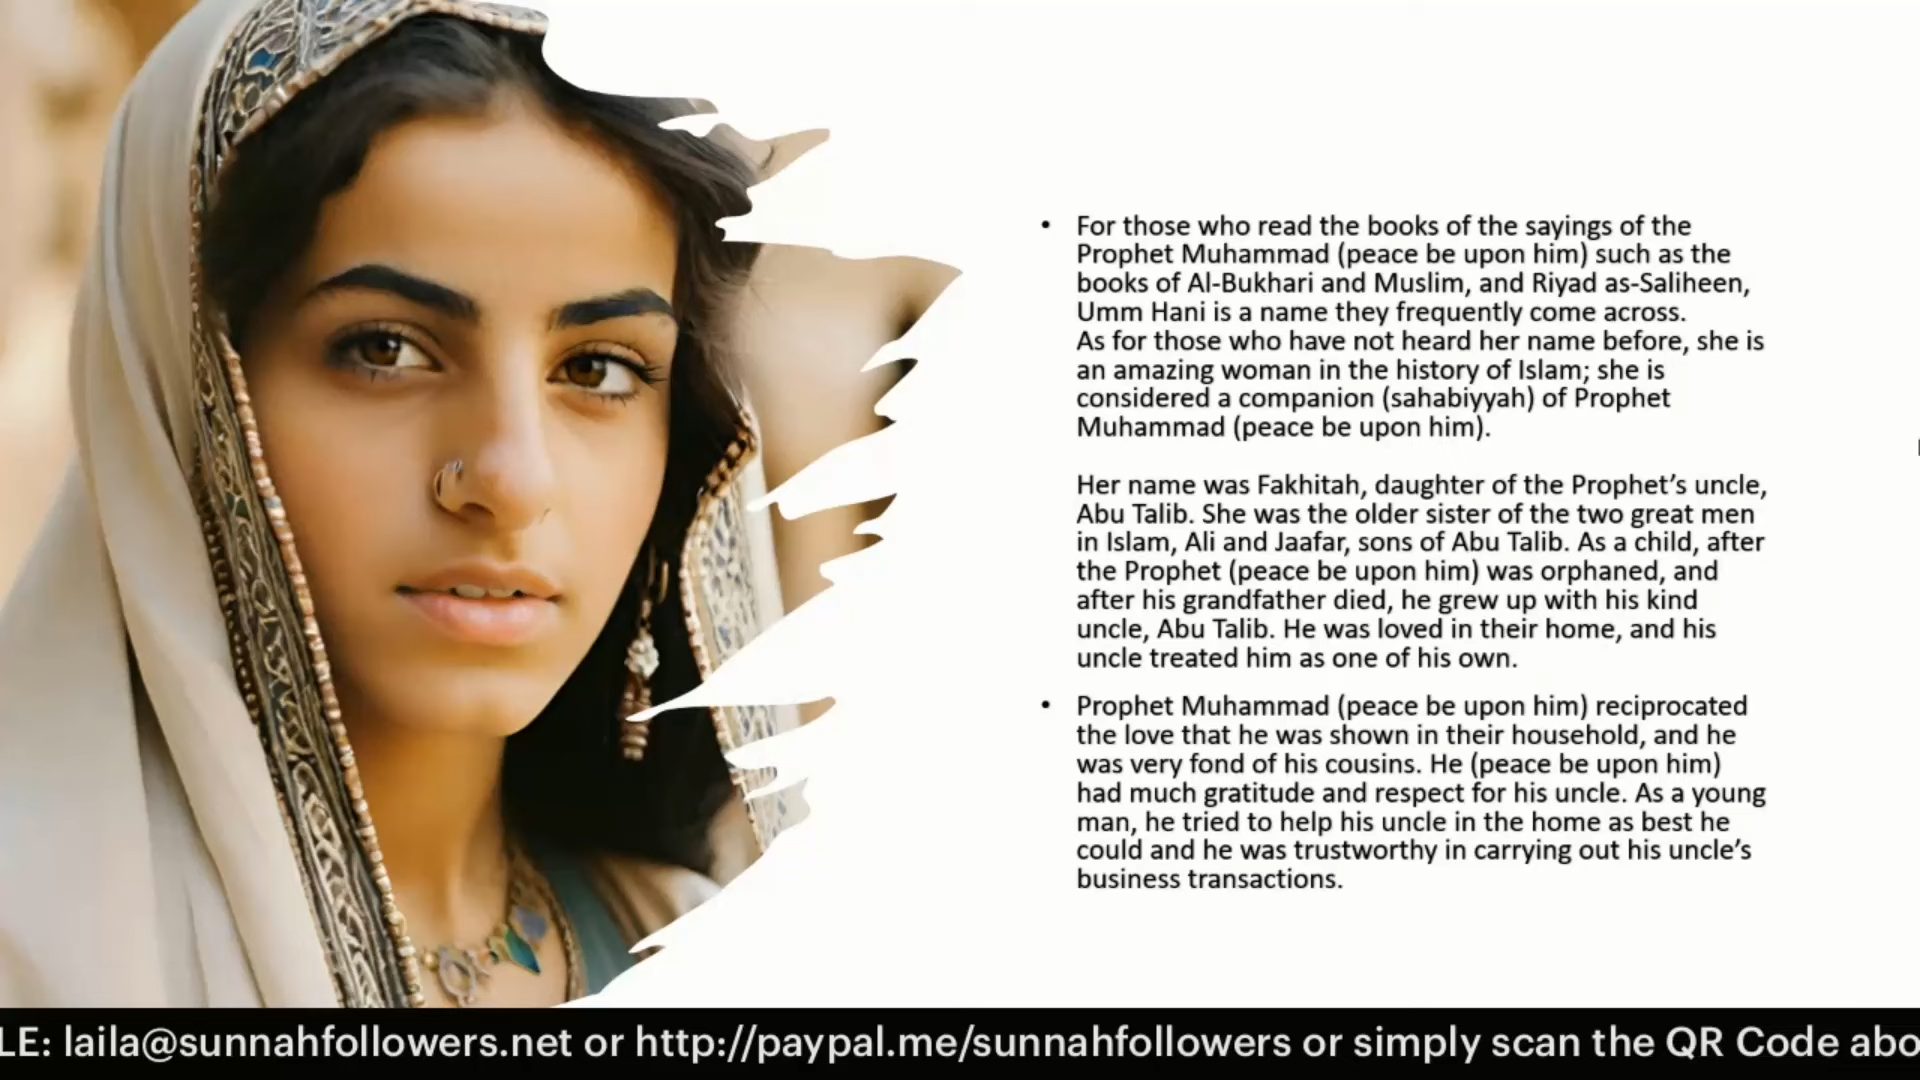 • For those who read the books of the sayings of the
Prophet Muhammad (peace be upon him) such as the
books of Al-Bukhari and Muslim, and Riyad as-Saliheen,
Umm Hani is a name they frequently come across.
As for those who have not heard her name before, she is
an amazing woman in the history of Islam; she is
considered a companion (sahabiyyah) of Prophet
Muhammad (peace be upon him).
Her name was Fakhitah, daughter of the Prophet’s uncle,
Abu Talib. She was the older sister of the two great men
in Islam, Ali and Jaafar, sons of Abu Talib. As a child, after
the Prophet (peace be upon him) was orphaned, and
after his grandfather died, he grew up with his kind
uncle, Abu Talib. He was loved in their home, and his
uncle treated him as one of his own.
• Prophet Muhammad (peace be upon him) reciprocated
the love that he was shown in their household, and he
was very fond of his cousins. He (peace be upon him)
had much gratitude and respect for his uncle. As a young
man, he tried to help his uncle in the home as best he
could and he was trustworthy in carrying out his uncle’s
business transactions.
LE: laila@sunnahfollowers.net or http://paypal.me/sunnahfollowers or simply scan the QR Code abo